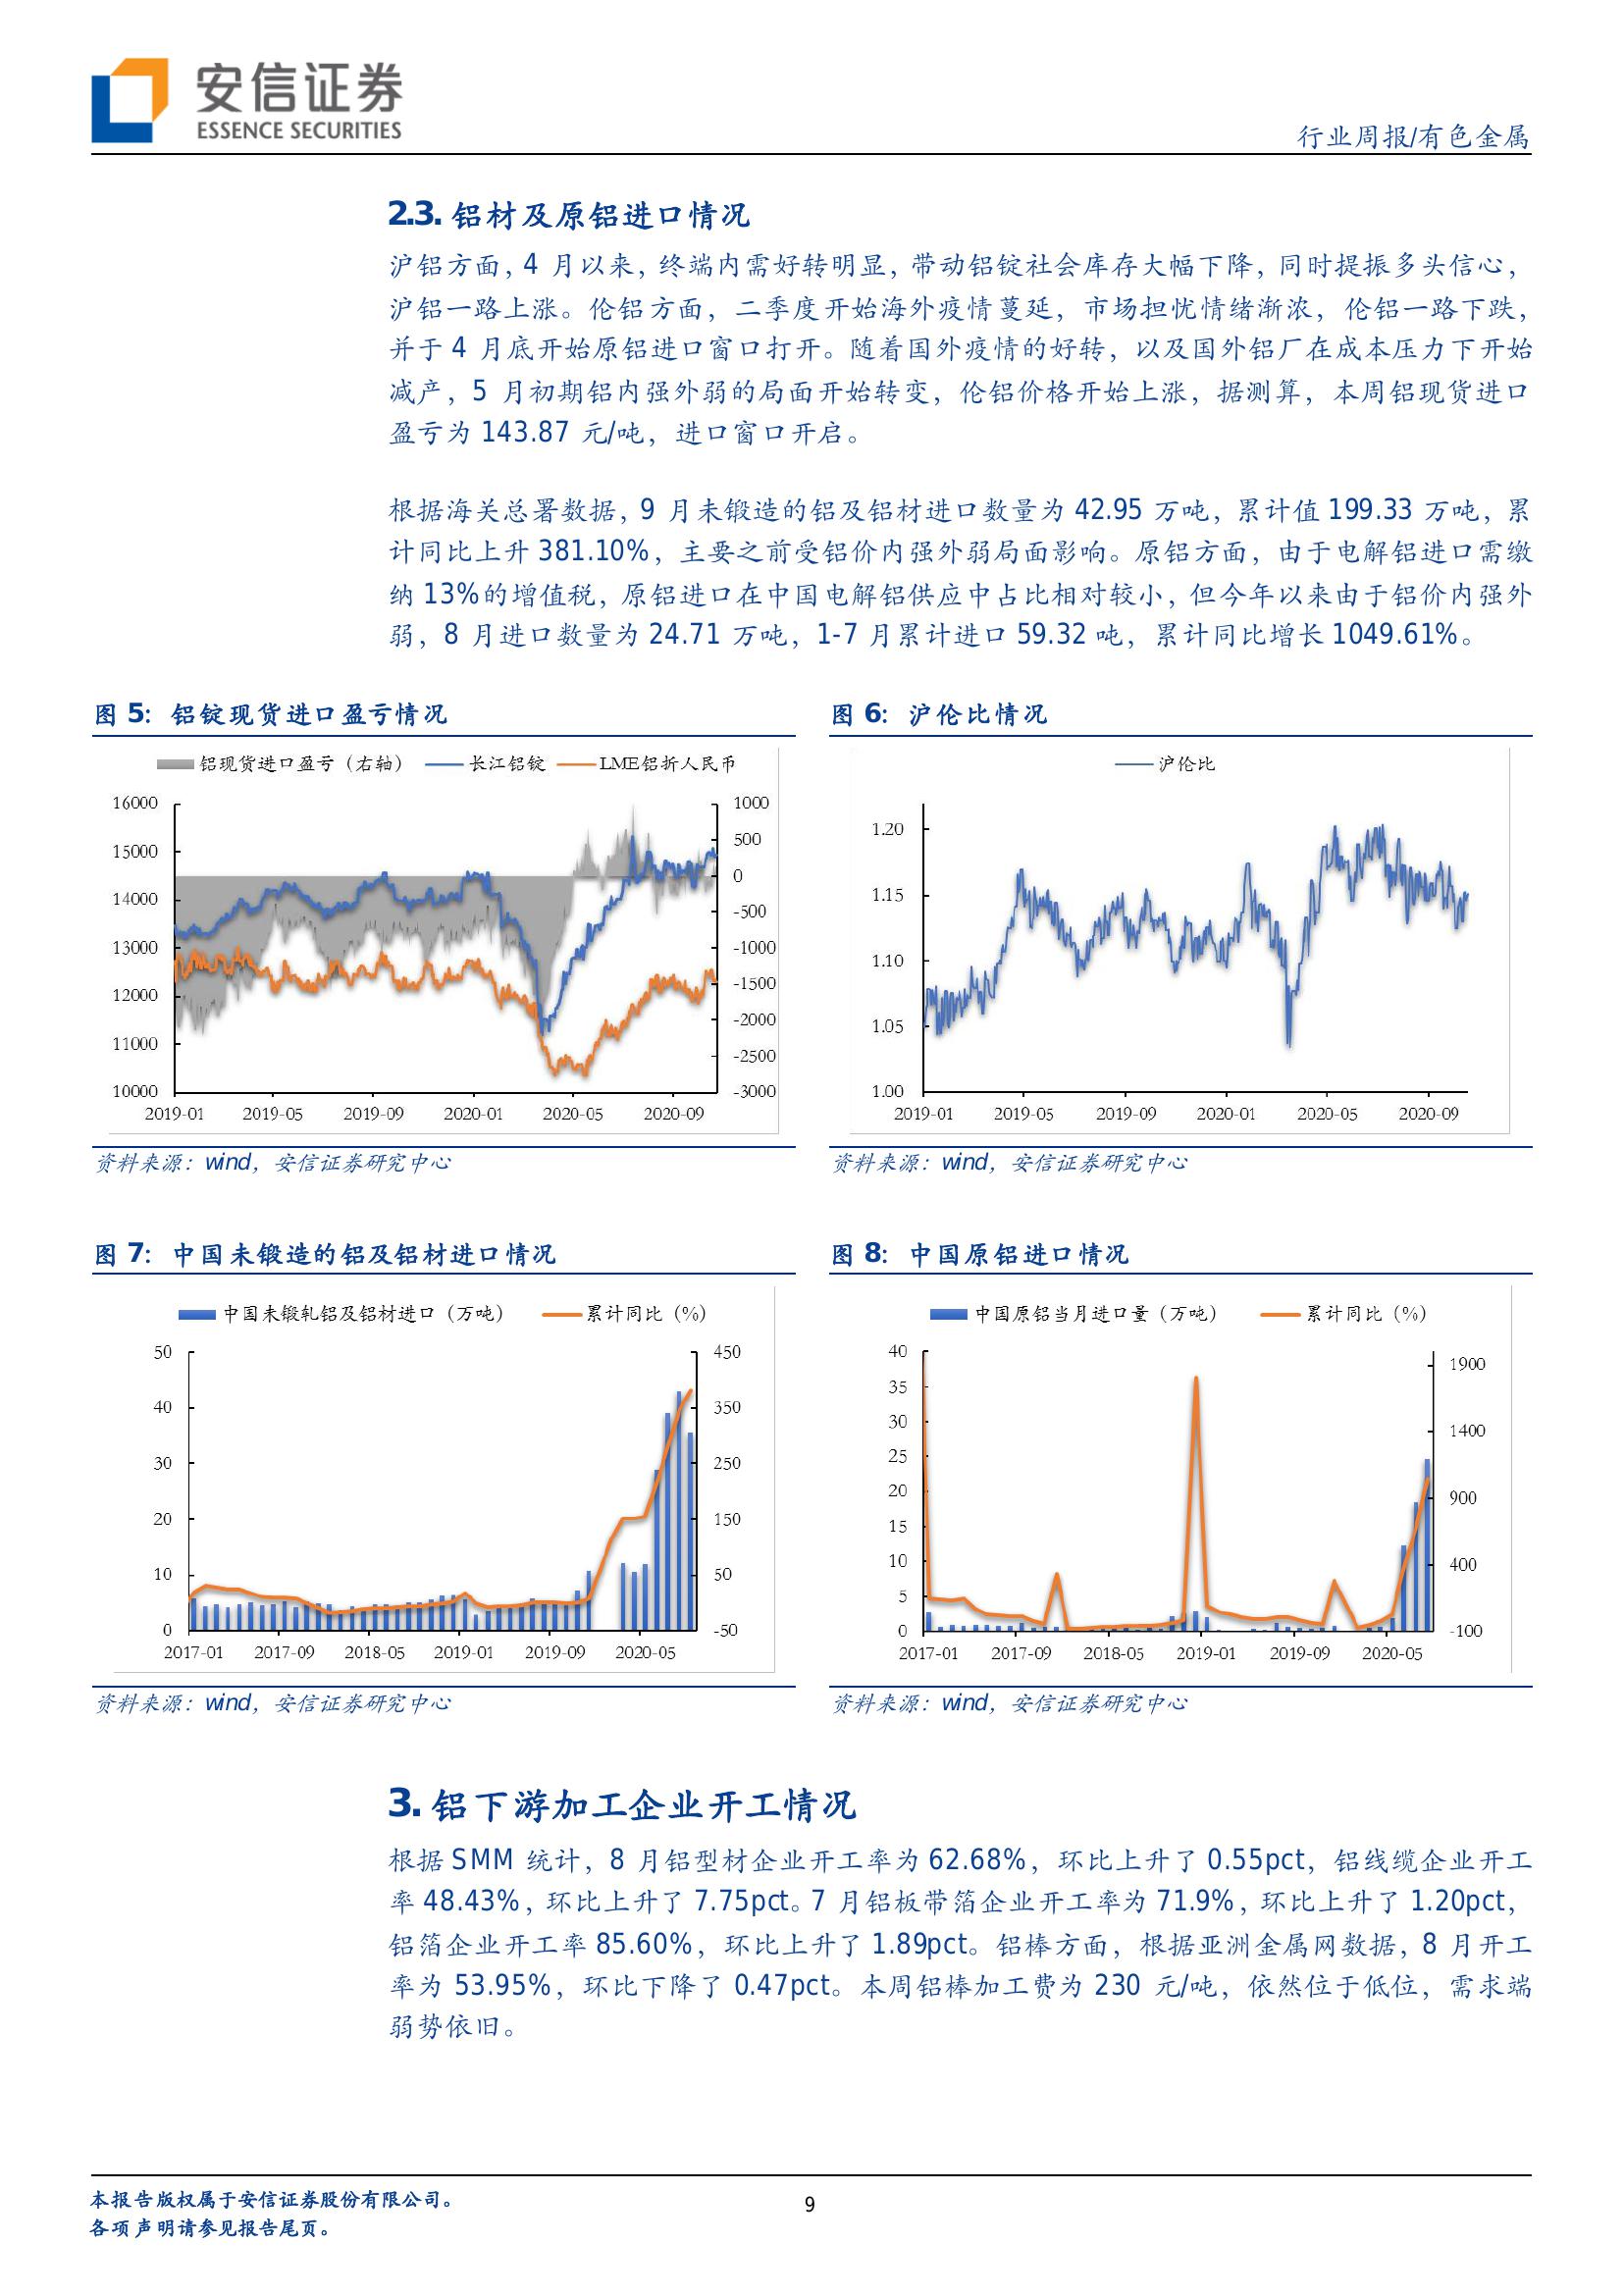 安信证券
ESSENCE SECURITIES
行业周报/有色金属
2.3. 铝材及原铝进口情况
沪铝方面，4 月以来，终端内需好转明显，带动铝锭社会库存大幅下降，同时提振多头信心，
沪铝一路上涨。伦铝方面，二季度开始海外疫情蔓延，市场担忧情绪渐浓，伦铝一路下跌，
并于 4 月底开始原铝进口窗口打开。随着国外疫情的好转，以及国外铝厂在成本压力下开始
减产，5 月初期铝内强外弱的局面开始转变，伦铝价格开始上涨，据测算，本周铝现货进口
盈亏为 143.87 元/吨，进口窗口开启。
根据海关总署数据，9 月未锻造的铝及铝材进口数量为 42.95 万吨，累计值 199.33 万吨，累
计同比上升 381.10%，主要之前受铝价内强外弱局面影响。原铝方面，由于电解铝进口需缴
纳 13%的增值税，原铝进口在中国电解铝供应中占比相对较小，但今年以来由于铝价内强外
弱，8 月进口数量为 24.71 万吨，1-7 月累计进口 59.32 吨，累计同比增长 1049.61%。
图 5：铝锭现货进口盈亏情况
铝现货进口盈亏（右轴） 长江铝锭 LME铝折人民币
16000 1000
15000 500
14000 0
13000 -500
12000 -1000
11000 -1500
10000 -2000
-2500
-3000
2019-01 2019-05 2019-09 2020-01 2020-05 2020-09
资料来源：wind，安信证券研究中心
图 6：沪伦比情况
沪伦比
1.20
1.15
1.10
1.05
1.00
2019-01 2019-05 2019-09 2020-01 2020-05 2020-09
资料来源：wind，安信证券研究中心
图 7：中国未锻造的铝及铝材进口情况
中国未锻轧铝及铝材进口（万吨） 累计同比（%）
50 450
40 350
30 250
20 150
10 50
0 -50
2017-01 2017-09 2018-05 2019-01 2019-09 2020-05
资料来源：wind，安信证券研究中心
图 8：中国原铝进口情况
中国原铝当月进口量（万吨） 累计同比（%）
40 1900
35 1400
30 900
25 400
20 -100
15
10
5
0
2017-01 2017-09 2018-05 2019-01 2019-09 2020-05
资料来源：wind，安信证券研究中心
3. 铝下游加工企业开工情况
根据 SMM 统计，8 月铝型材企业开工率为 62.68%，环比上升了 0.55pct，铝线缆企业开工
率 48.43%，环比上升了 7.75pct。7 月铝板带箔企业开工率为 71.9%，环比上升了 1.20pct，
铝箔企业开工率 85.60%，环比上升了 1.89pct。铝棒方面，根据亚洲金属网数据，8 月开工
率为 53.95%，环比下降了 0.47pct。本周铝棒加工费为 230 元/吨，依然位于低位，需求端
弱势依旧。
本报告版权属于安信证券股份有限公司。
各项声明请参见报告尾页。
9